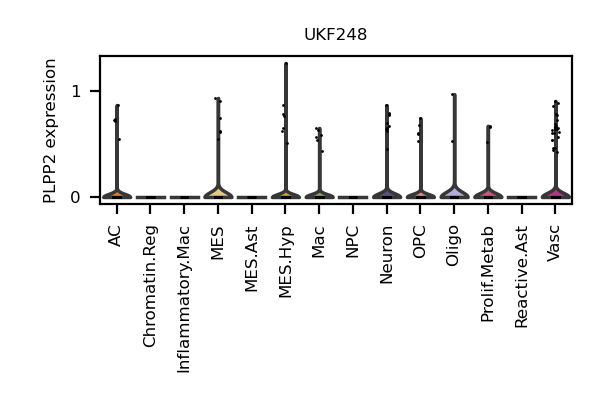 UKF248
PLPP2 expression
1
0
AC
Chromatin.Reg
Inflammatory.Mac
MES
MES.Ast
MES.Hyp
Mac
NPC
Neuron
OPC
Oligo
Prolif.Metab
Reactive.Ast
Vasc